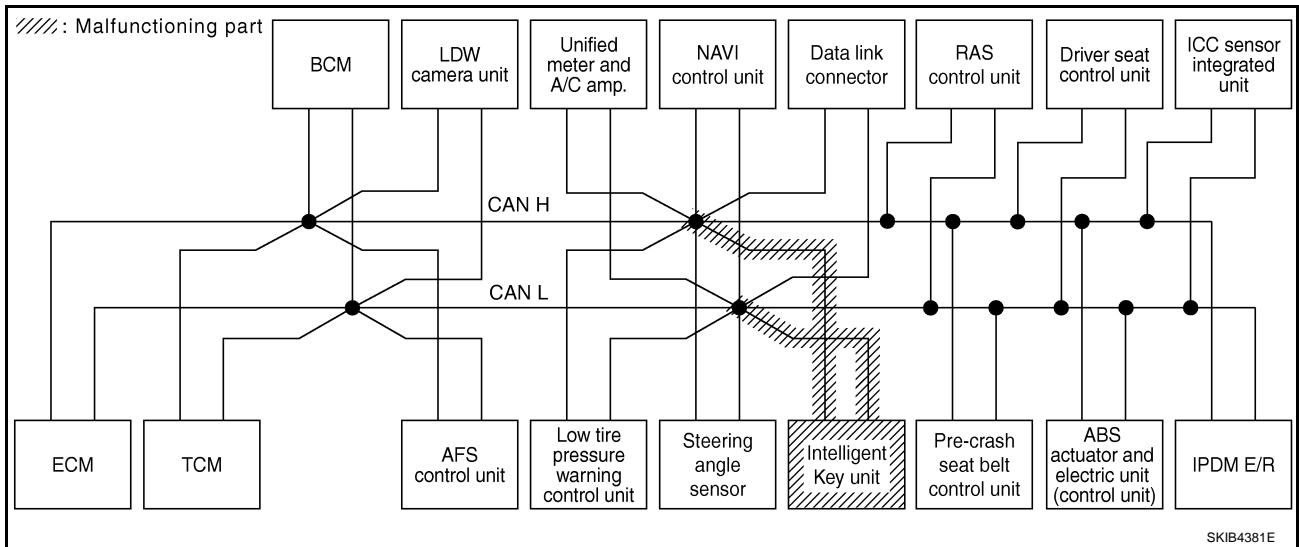 : Malfunctioning part
BCM
LDW
camera unit
Unified
meter and
A/C amp.
NAVI
control unit
Data link
connector
RAS
control unit
Driver seat
control unit
ICC sensor
integrated
unit
CAN H
CAN L
ECM
TCM
AFS
control unit
Low tire
pressure
warning
control unit
Steering
angle
sensor
Intelligent
Key unit
Pre-crash
seat belt
control unit
ABS
actuator and
electric unit
(control unit)
IPDM E/R
SKIB4381E